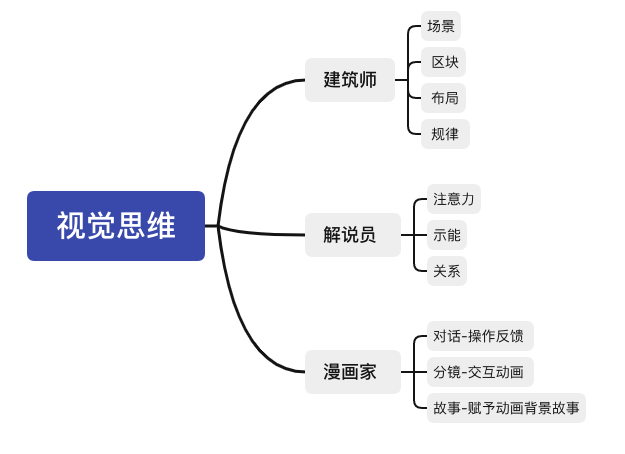 视觉思维
建筑师
场景
区块
布局
规律
解说员
注意力
示能
关系
漫画家
对话-操作反馈
分镜-交互动画
故事-赋予动画背景故事